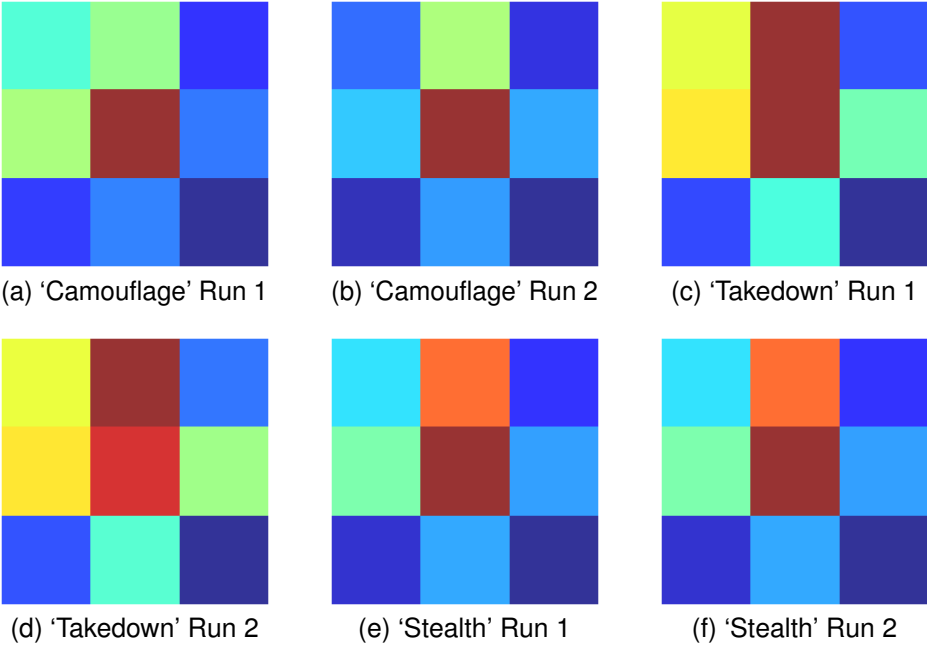 (a) ‘Camouflage’ Run 1
(b) ‘Camouflage’ Run 2
(c) ‘Takedown’ Run 1
(d) ‘Takedown’ Run 2
(e) ‘Stealth’ Run 1
(f) ‘Stealth’ Run 2